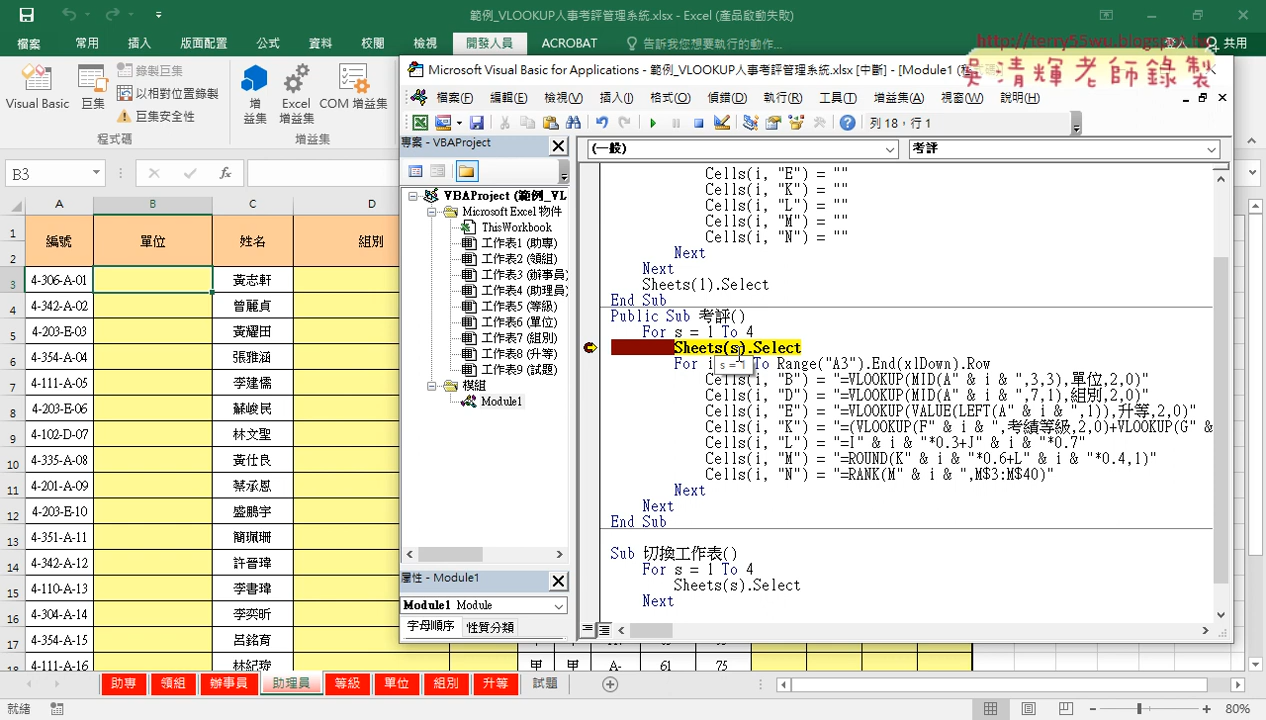 範例_VLOOKUP人事考評管理系統.xlsx - Excel (產品啟動失敗)
http://terry55wu.blogspot.tw
吳清輝老師錄製
檔案 常用 插入 版面配置 公式 資料 校閱 檢視 開發人員 ACROBAT 告訴我您想要執行的動作... 登入 共用
Visual Basic 巨集 錄製巨集 以相對位置錄製 巨集安全性 增益集 Excel 增益集 COM 增益集
程式碼 增益集
B3 fx
Microsoft Visual Basic for Applications - 範例_VLOOKUP人事考評管理系統.xlsx [中斷] - [Module1 (程
檔案(F) 編輯(E) 檢視(V) 插入(I) 格式(O) 偵錯(D) 執行(R) 工具(T) 增益集(A) 視窗(W) 說明(H)
列 18，行 1
專案 - VBAProject
VBAProject (範例_VL
Microsoft Excel 物件
ThisWorkbook
工作表1 (助專)
工作表2 (領組)
工作表3 (辦事員)
工作表4 (助理員)
工作表5 (等級)
工作表6 (單位)
工作表7 (組別)
工作表8 (升等)
工作表9 (試題)
模組
Module1
屬性 - Module1
Module1 Module
字母順序 性質分類
(一般) 考評
Cells(i, "E") = ""
Cells(i, "K") = ""
Cells(i, "L") = ""
Cells(i, "M") = ""
Cells(i, "N") = ""
Next
Next
Sheets(1).Select
End Sub
Public Sub 考評()
For s = 1 To 4
Sheets(s).Select
For i To Range("A3").End(xlDown).Row
s = 1
Cells(i, "B") = "=VLOOKUP(MID(A" & i & ",3,3),單位,2,0)"
Cells(i, "D") = "=VLOOKUP(MID(A" & i & ",7,1),組別,2,0)"
Cells(i, "E") = "=VLOOKUP(VALUE(LEFT(A" & i & ",1)),升等,2,0)"
Cells(i, "K") = "=(VLOOKUP(F" & i & ",考績等級,2,0)+VLOOKUP(G" &
Cells(i, "L") = "=I" & i & "*0.3+J" & i & "*0.7"
Cells(i, "M") = "=ROUND(K" & i & "*0.6+L" & i & "*0.4,1)"
Cells(i, "N") = "=RANK(M" & i & ",M$3:M$40)"
Next
Next
End Sub
Sub 切換工作表()
For s = 1 To 4
Sheets(s).Select
Next
A B C D
1 2 編號 單位 姓名 組別
3 4-306-A-01 黃志軒
4 4-342-A-02 曾麗貞
5 4-203-E-03 黃耀田
6 4-354-A-04 張雅涵
7 4-111-A-05 李建儒
8 4-203-E-06 蘇峻民
9 4-102-D-07 林文聖
10 4-335-A-08 黃仕良
11 4-201-A-09 蔡承恩
12 4-203-E-10 盛鵬宇
13 4-351-A-11 簡珮珊
14 4-342-A-12 許晉瑋
15 4-110-A-13 李書瑋
16 4-304-A-14 李奕昕
17 4-354-A-15 呂銘育
18 4-111-A-16 林紀瑋 甲 甲 A- 61 75
助專 領組 辦事員 助理員 等級 單位 組別 升等 試題
就緒 80%